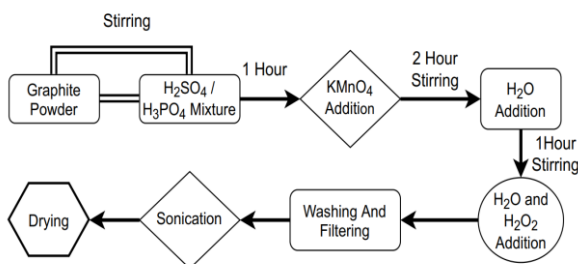 Stirring
Graphite
Powder
H₂SO₄ /
H₃PO₄ Mixture
1 Hour
KMnO₄
Addition
2 Hour
Stirring
H₂O
Addition
1Hour
Stirring
H₂O and
H₂O₂
Addition
Washing And
Filtering
Sonication
Drying